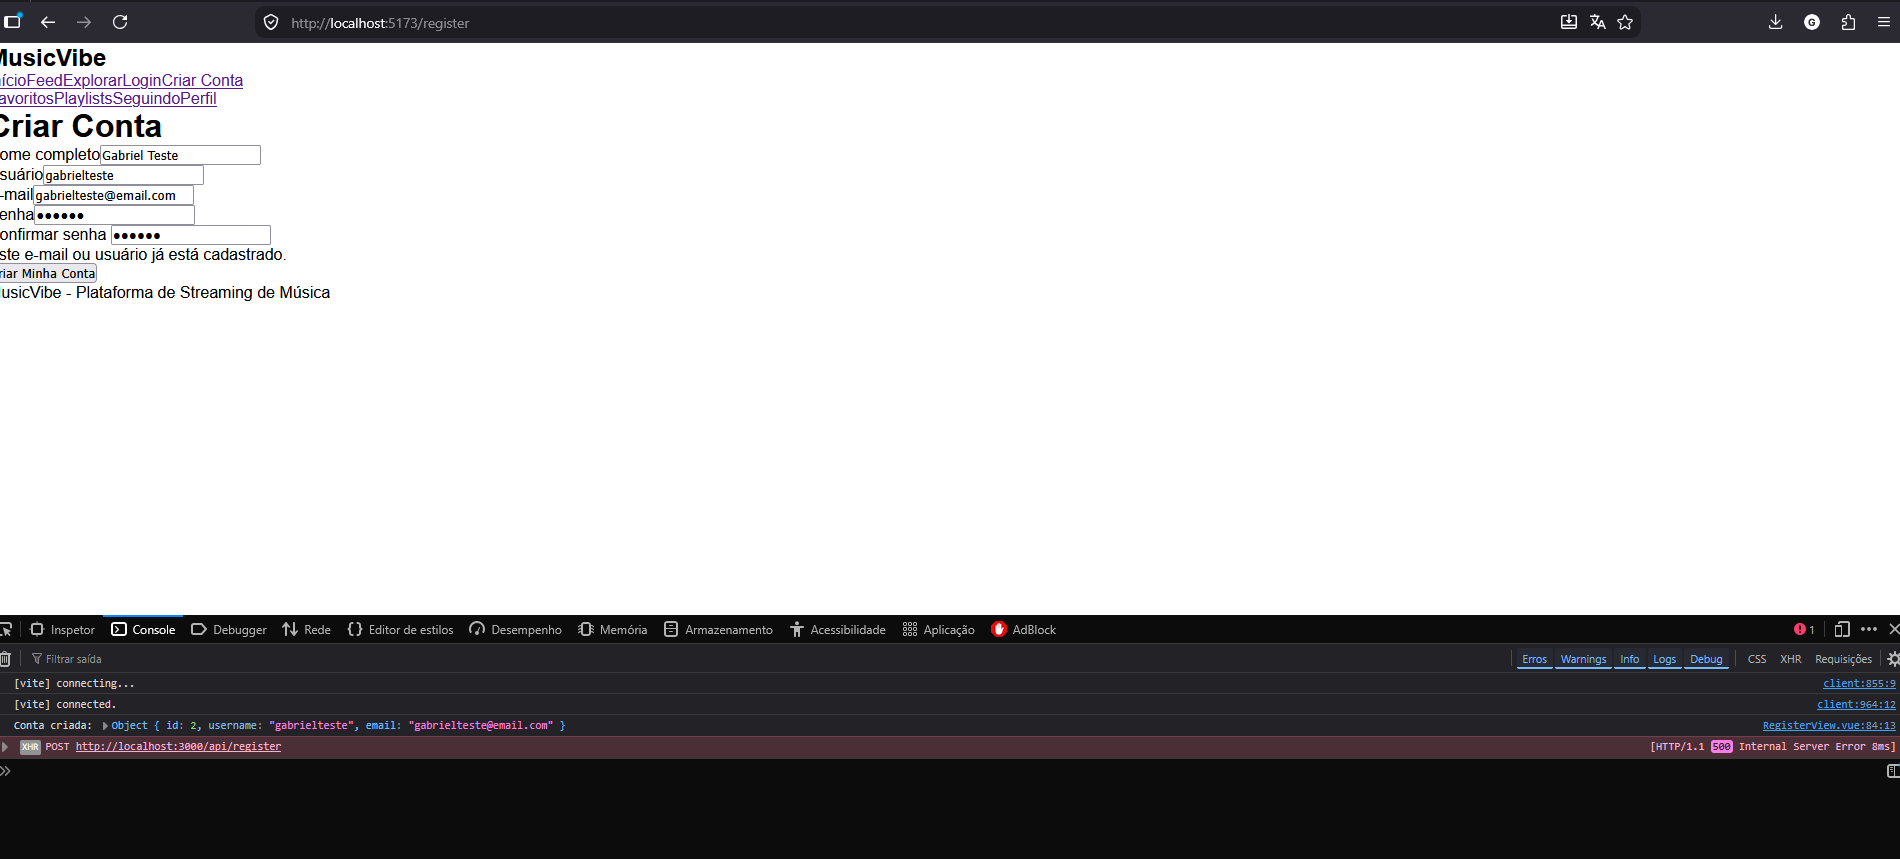 http://localhost:5173/register
MusicVibe
nícioFeedExplorarLoginCriar Conta
avoritosPlaylistsSeguindoPerfil
Criar Conta
ome completo Gabriel Teste
suário gabrielteste
-mail gabrielteste@email.com
enha ●●●●●●
onfirmar senha ●●●●●●
ste e-mail ou usuário já está cadastrado.
riar Minha Conta
usicVibe - Plataforma de Streaming de Música
Inspetor Console Debugger Rede Editor de estilos Desempenho Memória Armazenamento Acessibilidade Aplicação AdBlock 1
Filtrar saída Erros Warnings Info Logs Debug CSS XHR Requisições
[vite] connecting... client:855:9
[vite] connected. client:964:12
Conta criada: Object { id: 2, username: "gabrielteste", email: "gabrielteste@email.com" } RegisterView.vue:84:13
XHR POST http://localhost:3000/api/register [HTTP/1.1 500 Internal Server Error 8ms]